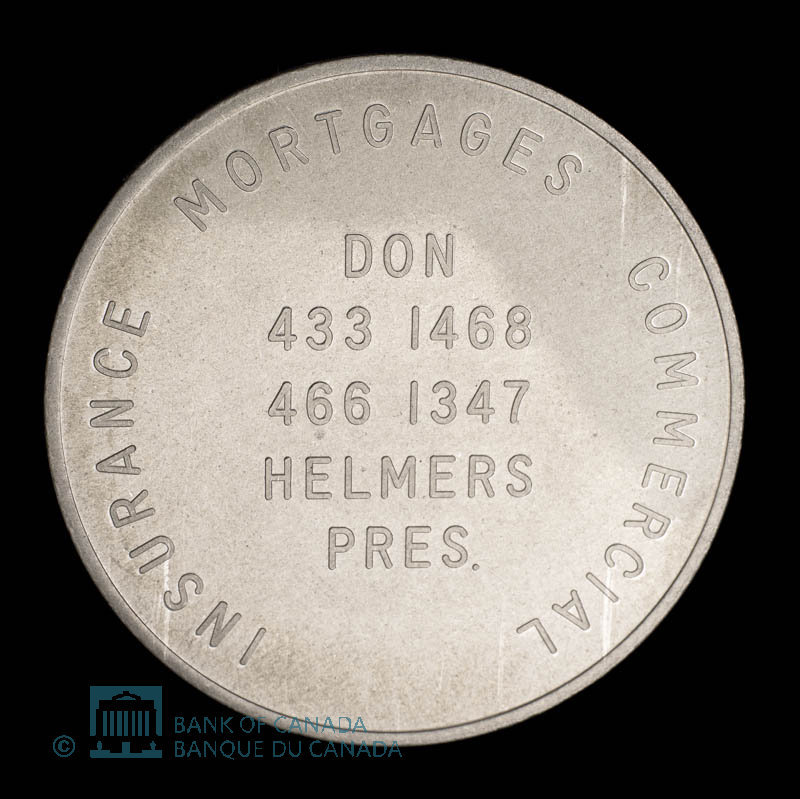 MORTGAGES
COMMERCIAL
INSURANCE
DON
433 1468
466 1347
HELMERS
PRES.
© BANK OF CANADA
BANQUE DU CANADA